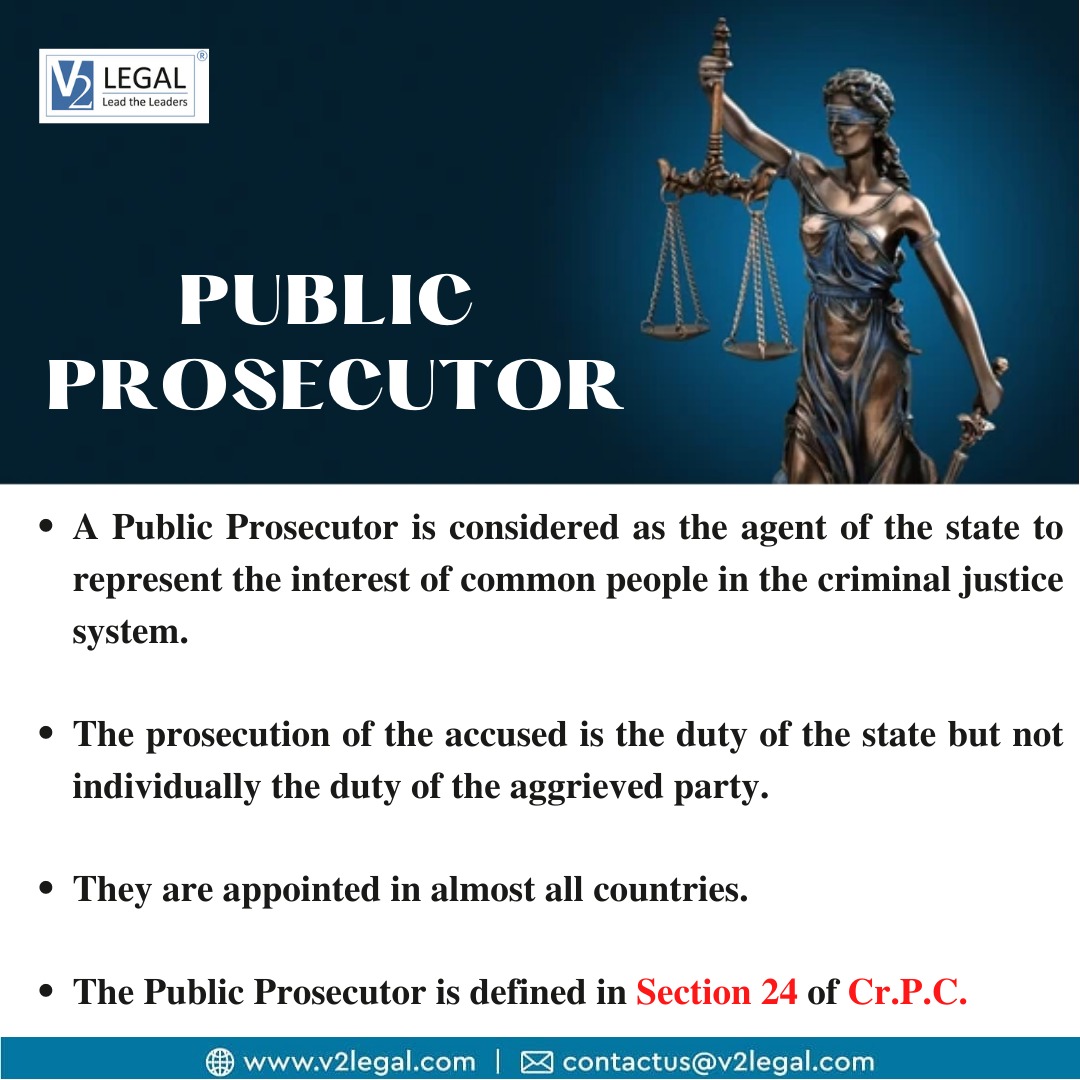 V2 LEGAL ®
Lead the Leaders
PUBLIC
PROSECUTOR
• A Public Prosecutor is considered as the agent of the state to
represent the interest of common people in the criminal justice
system.
• The prosecution of the accused is the duty of the state but not
individually the duty of the aggrieved party.
• They are appointed in almost all countries.
• The Public Prosecutor is defined in Section 24 of Cr.P.C.
www.v2legal.com | contactus@v2legal.com